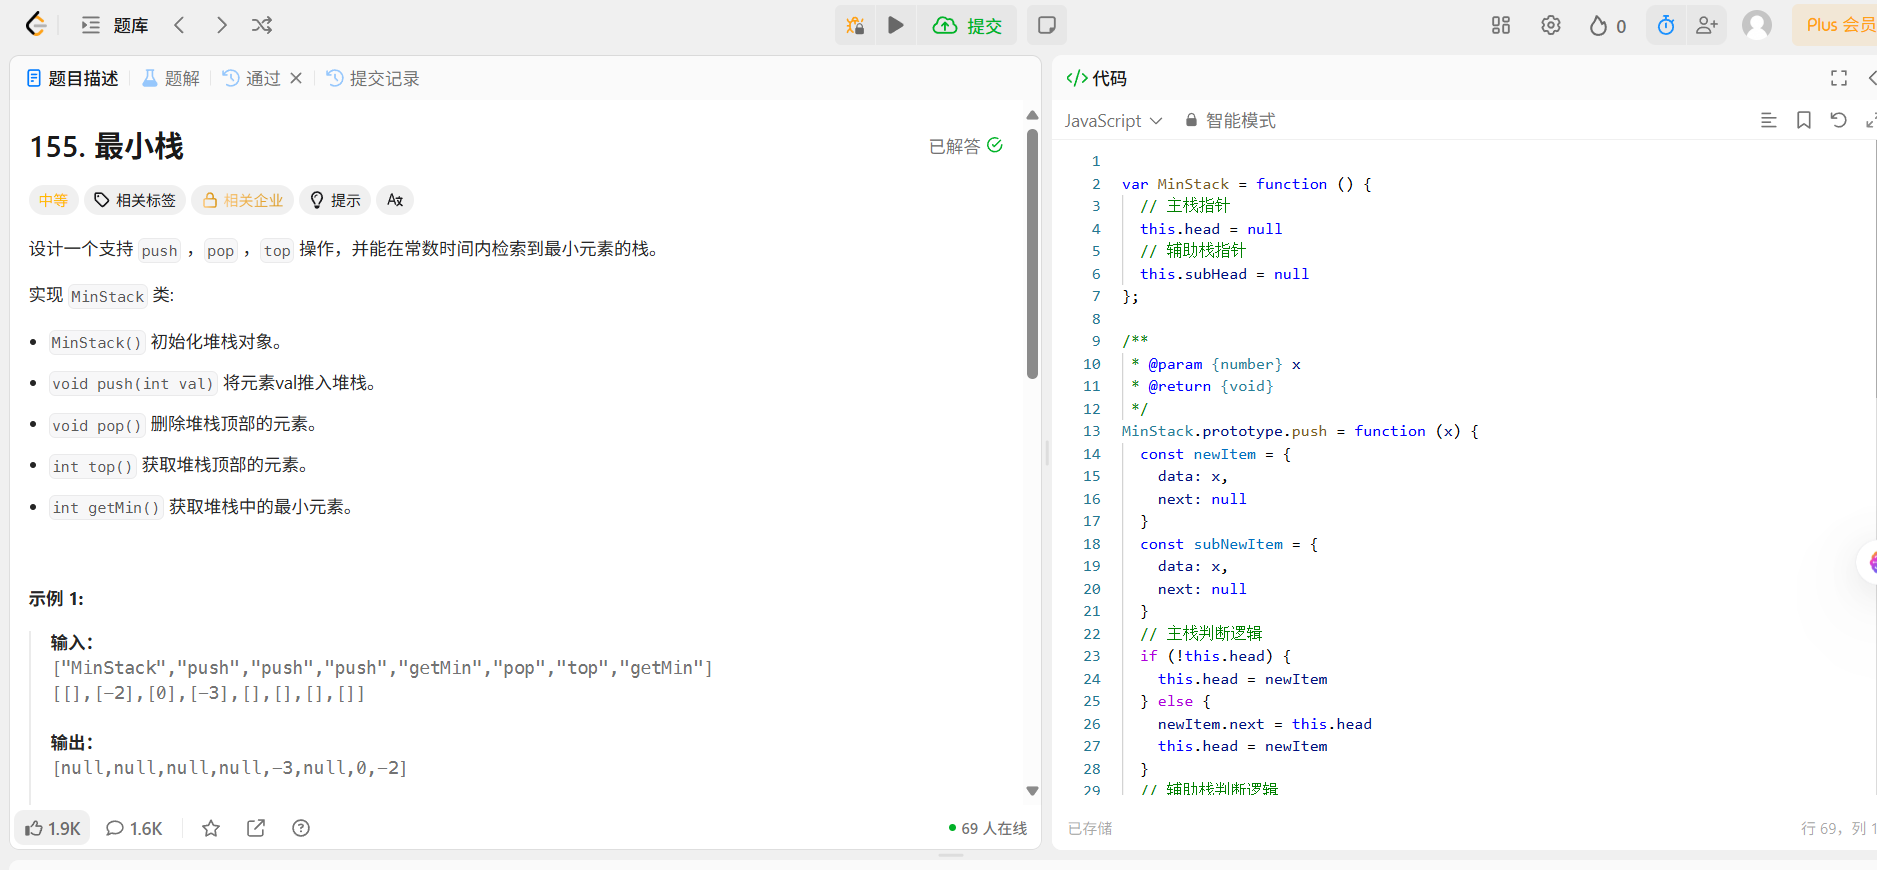 题库
提交
0
Plus 会员
题目描述
题解
通过
提交记录
155. 最小栈
已解答
中等
相关标签
相关企业
提示
设计一个支持 push ，pop ，top 操作，并能在常数时间内检索到最小元素的栈。
实现 MinStack 类:
• MinStack() 初始化堆栈对象。
• void push(int val) 将元素val推入堆栈。
• void pop() 删除堆栈顶部的元素。
• int top() 获取堆栈顶部的元素。
• int getMin() 获取堆栈中的最小元素。
示例 1:
输入：
["MinStack","push","push","push","getMin","pop","top","getMin"]
[[],[-2],[0],[-3],[],[],[],[]]
输出：
[null,null,null,null,-3,null,0,-2]
1.9K
1.6K
69 人在线
</> 代码
JavaScript
智能模式
1
2 var MinStack = function () {
3 // 主栈指针
4 this.head = null
5 // 辅助栈指针
6 this.subHead = null
7 };
8
9 /**
10 * @param {number} x
11 * @return {void}
12 */
13 MinStack.prototype.push = function (x) {
14 const newItem = {
15 data: x,
16 next: null
17 }
18 const subNewItem = {
19 data: x,
20 next: null
21 }
22 // 主栈判断逻辑
23 if (!this.head) {
24 this.head = newItem
25 } else {
26 newItem.next = this.head
27 this.head = newItem
28 }
29 // 辅助栈判断逻辑
已存储
行 69，列 1